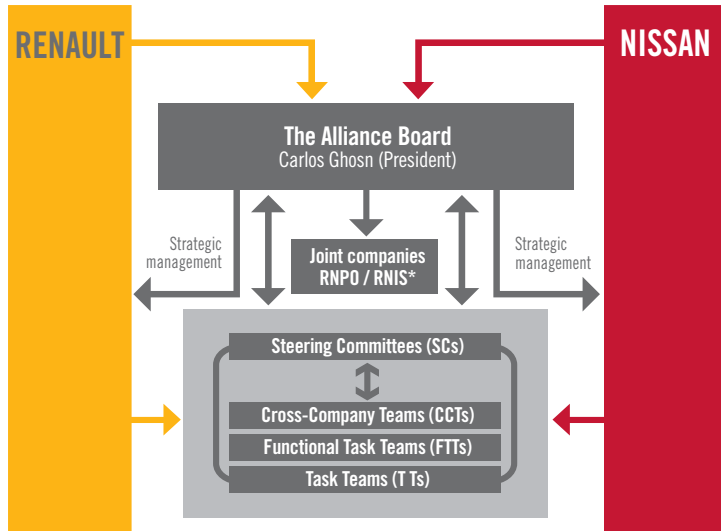 RENAULT
NISSAN
The Alliance Board
Carlos Ghosn (President)
Strategic
management
Joint companies
RNPO / RNIS*
Strategic
management
Steering Committees (SCs)
Cross-Company Teams (CCTs)
Functional Task Teams (FTTs)
Task Teams (T Ts)